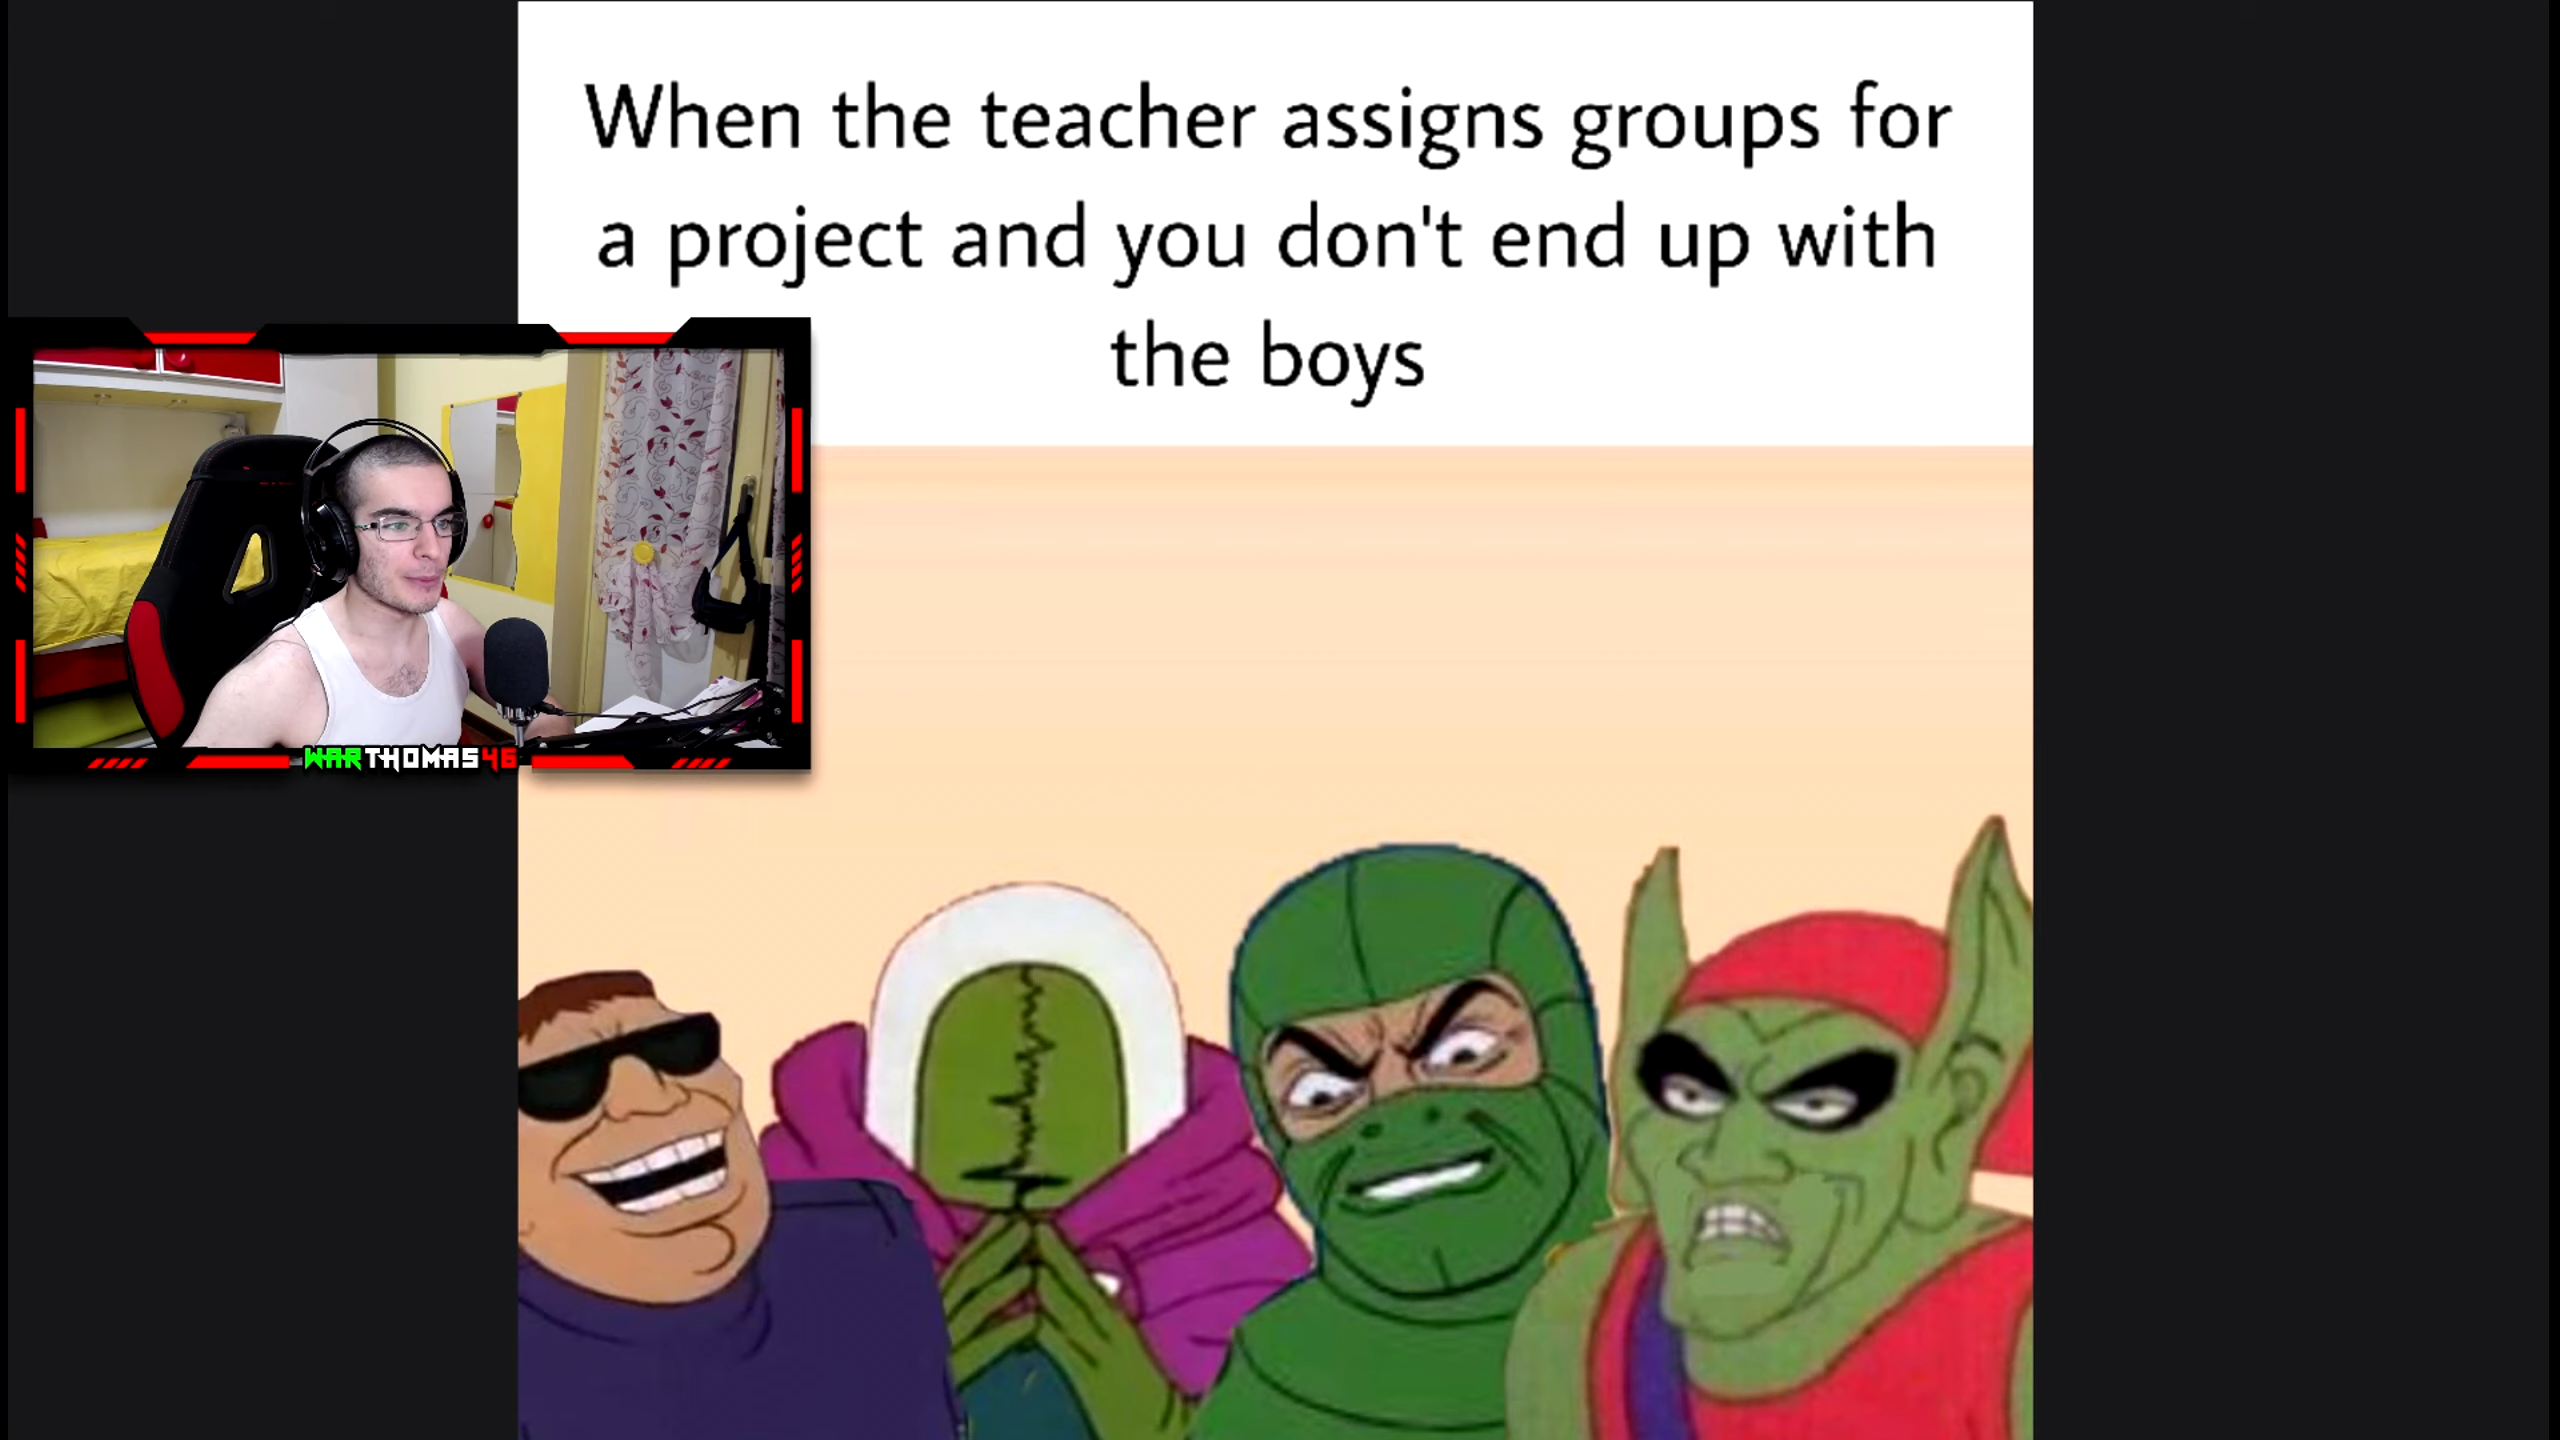 When the teacher assigns groups for
a project and you don't end up with
the boys
WARTHOMAS46